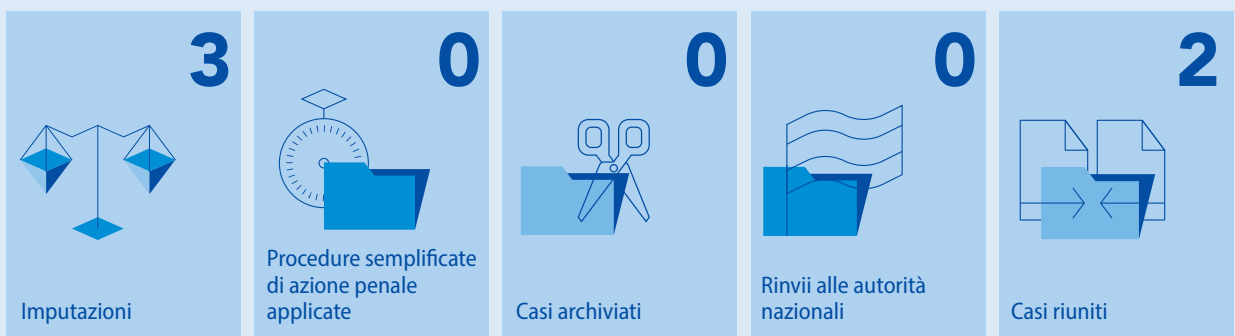 3
Imputazioni
0
Procedure semplificate
di azione penale
applicate
0
Casi archiviati
0
Rinvii alle autorità
nazionali
2
Casi riuniti